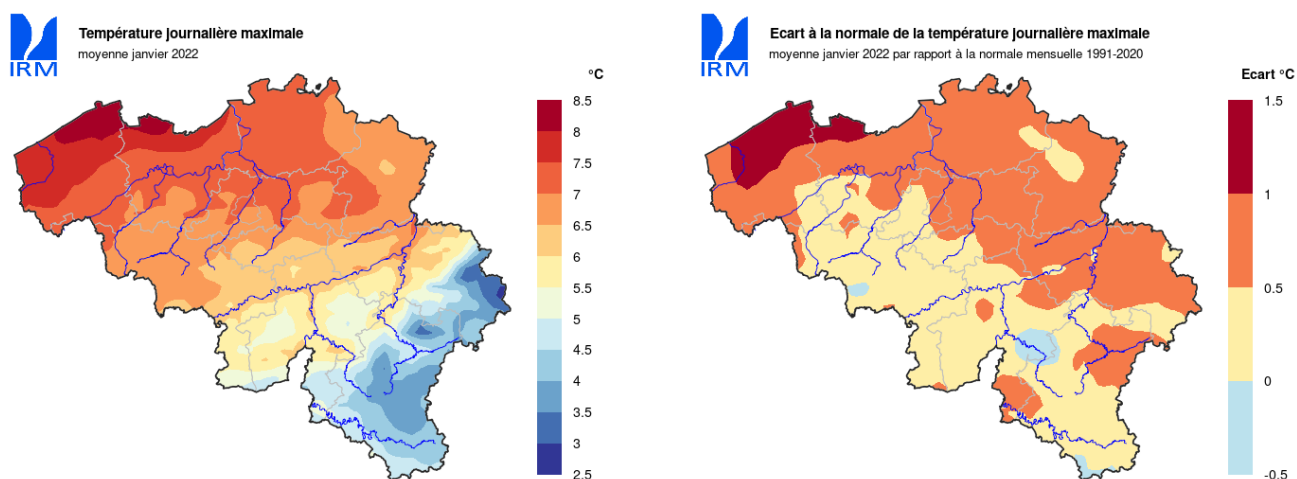 Température journalière maximale
moyenne janvier 2022
IRM
°C
8.5
8
7.5
7
6.5
6
5.5
5
4.5
4
3.5
3
2.5
Ecart à la normale de la température journalière maximale
moyenne janvier 2022 par rapport à la normale mensuelle 1991-2020
IRM
Ecart °C
1.5
1
0.5
0
-0.5